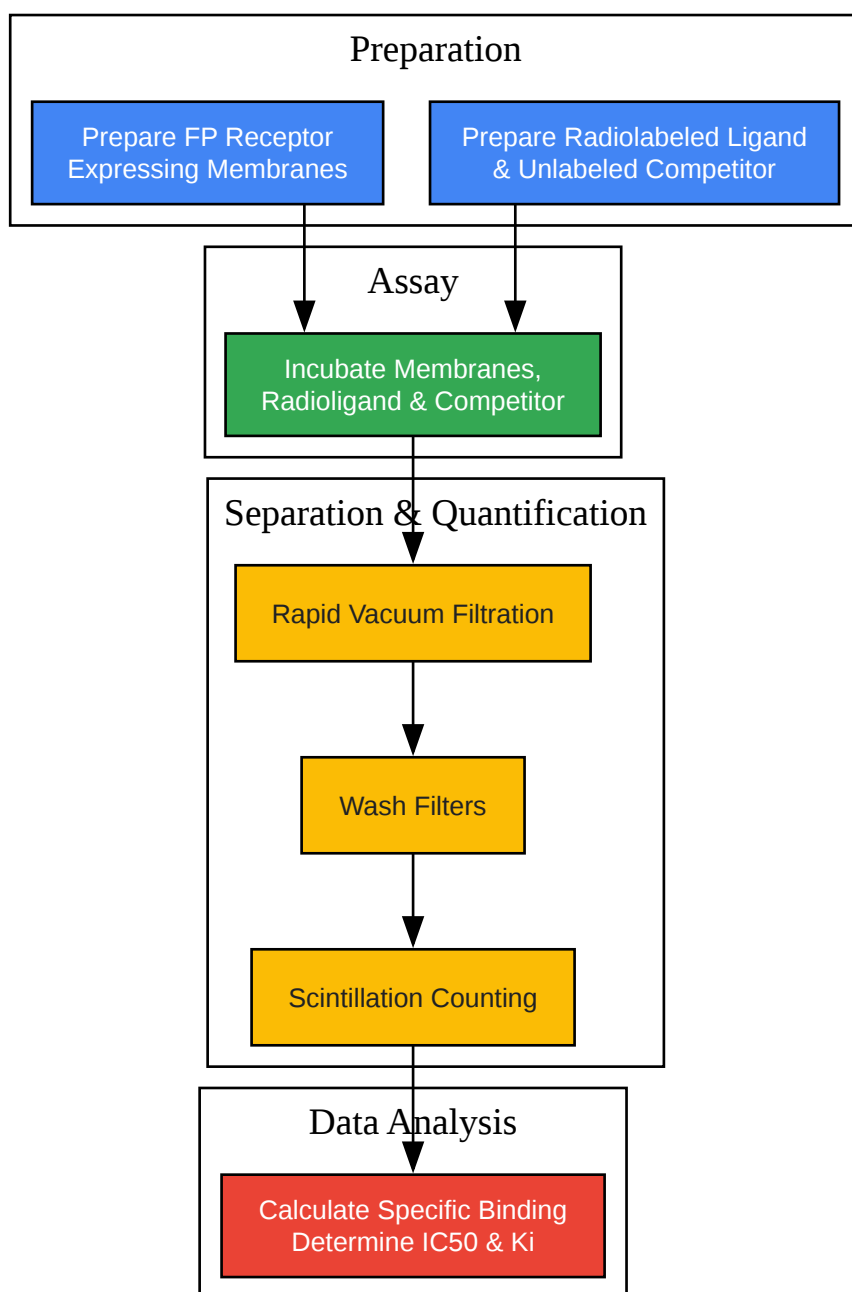 Preparation
Prepare FP Receptor
Expressing Membranes
Prepare Radiolabeled Ligand
& Unlabeled Competitor
Assay
Incubate Membranes,
Radioligand & Competitor
Separation & Quantification
Rapid Vacuum Filtration
Wash Filters
Scintillation Counting
Data Analysis
Calculate Specific Binding
Determine IC50 & Ki